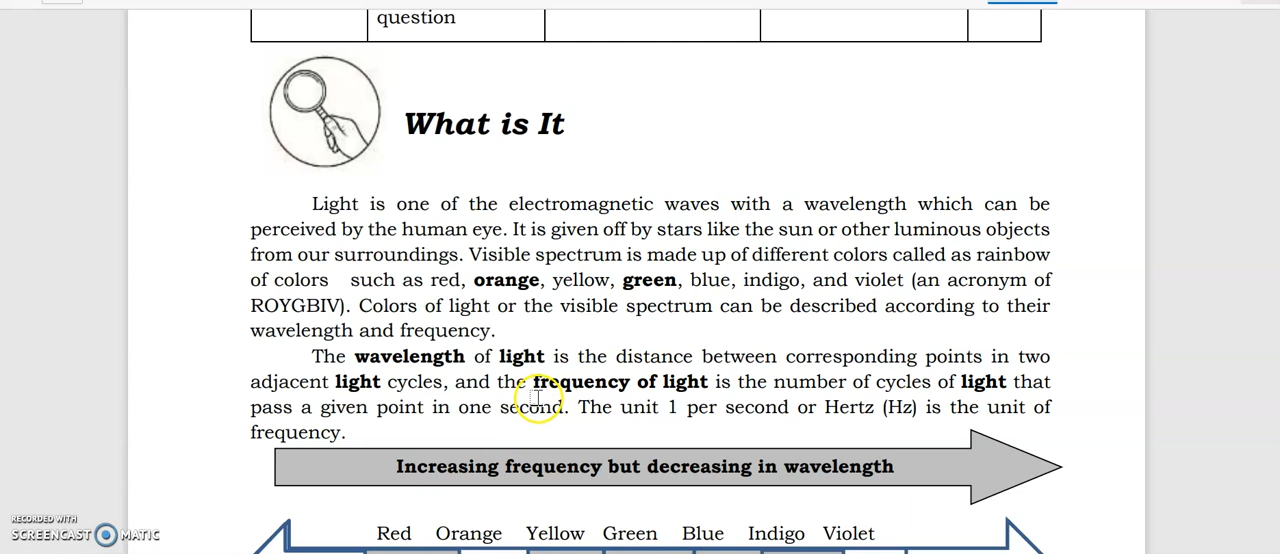 question
What is It
Light is one of the electromagnetic waves with a wavelength which can be
perceived by the human eye. It is given off by stars like the sun or other luminous objects
from our surroundings. Visible spectrum is made up of different colors called as rainbow
of colors such as red, orange, yellow, green, blue, indigo, and violet (an acronym of
ROYGBIV). Colors of light or the visible spectrum can be described according to their
wavelength and frequency.
The wavelength of light is the distance between corresponding points in two
adjacent light cycles, and the frequency of light is the number of cycles of light that
pass a given point in one second. The unit 1 per second or Hertz (Hz) is the unit of
frequency.
Increasing frequency but decreasing in wavelength
Red Orange Yellow Green Blue Indigo Violet
RECORDED WITH
SCREENCAST MATIC